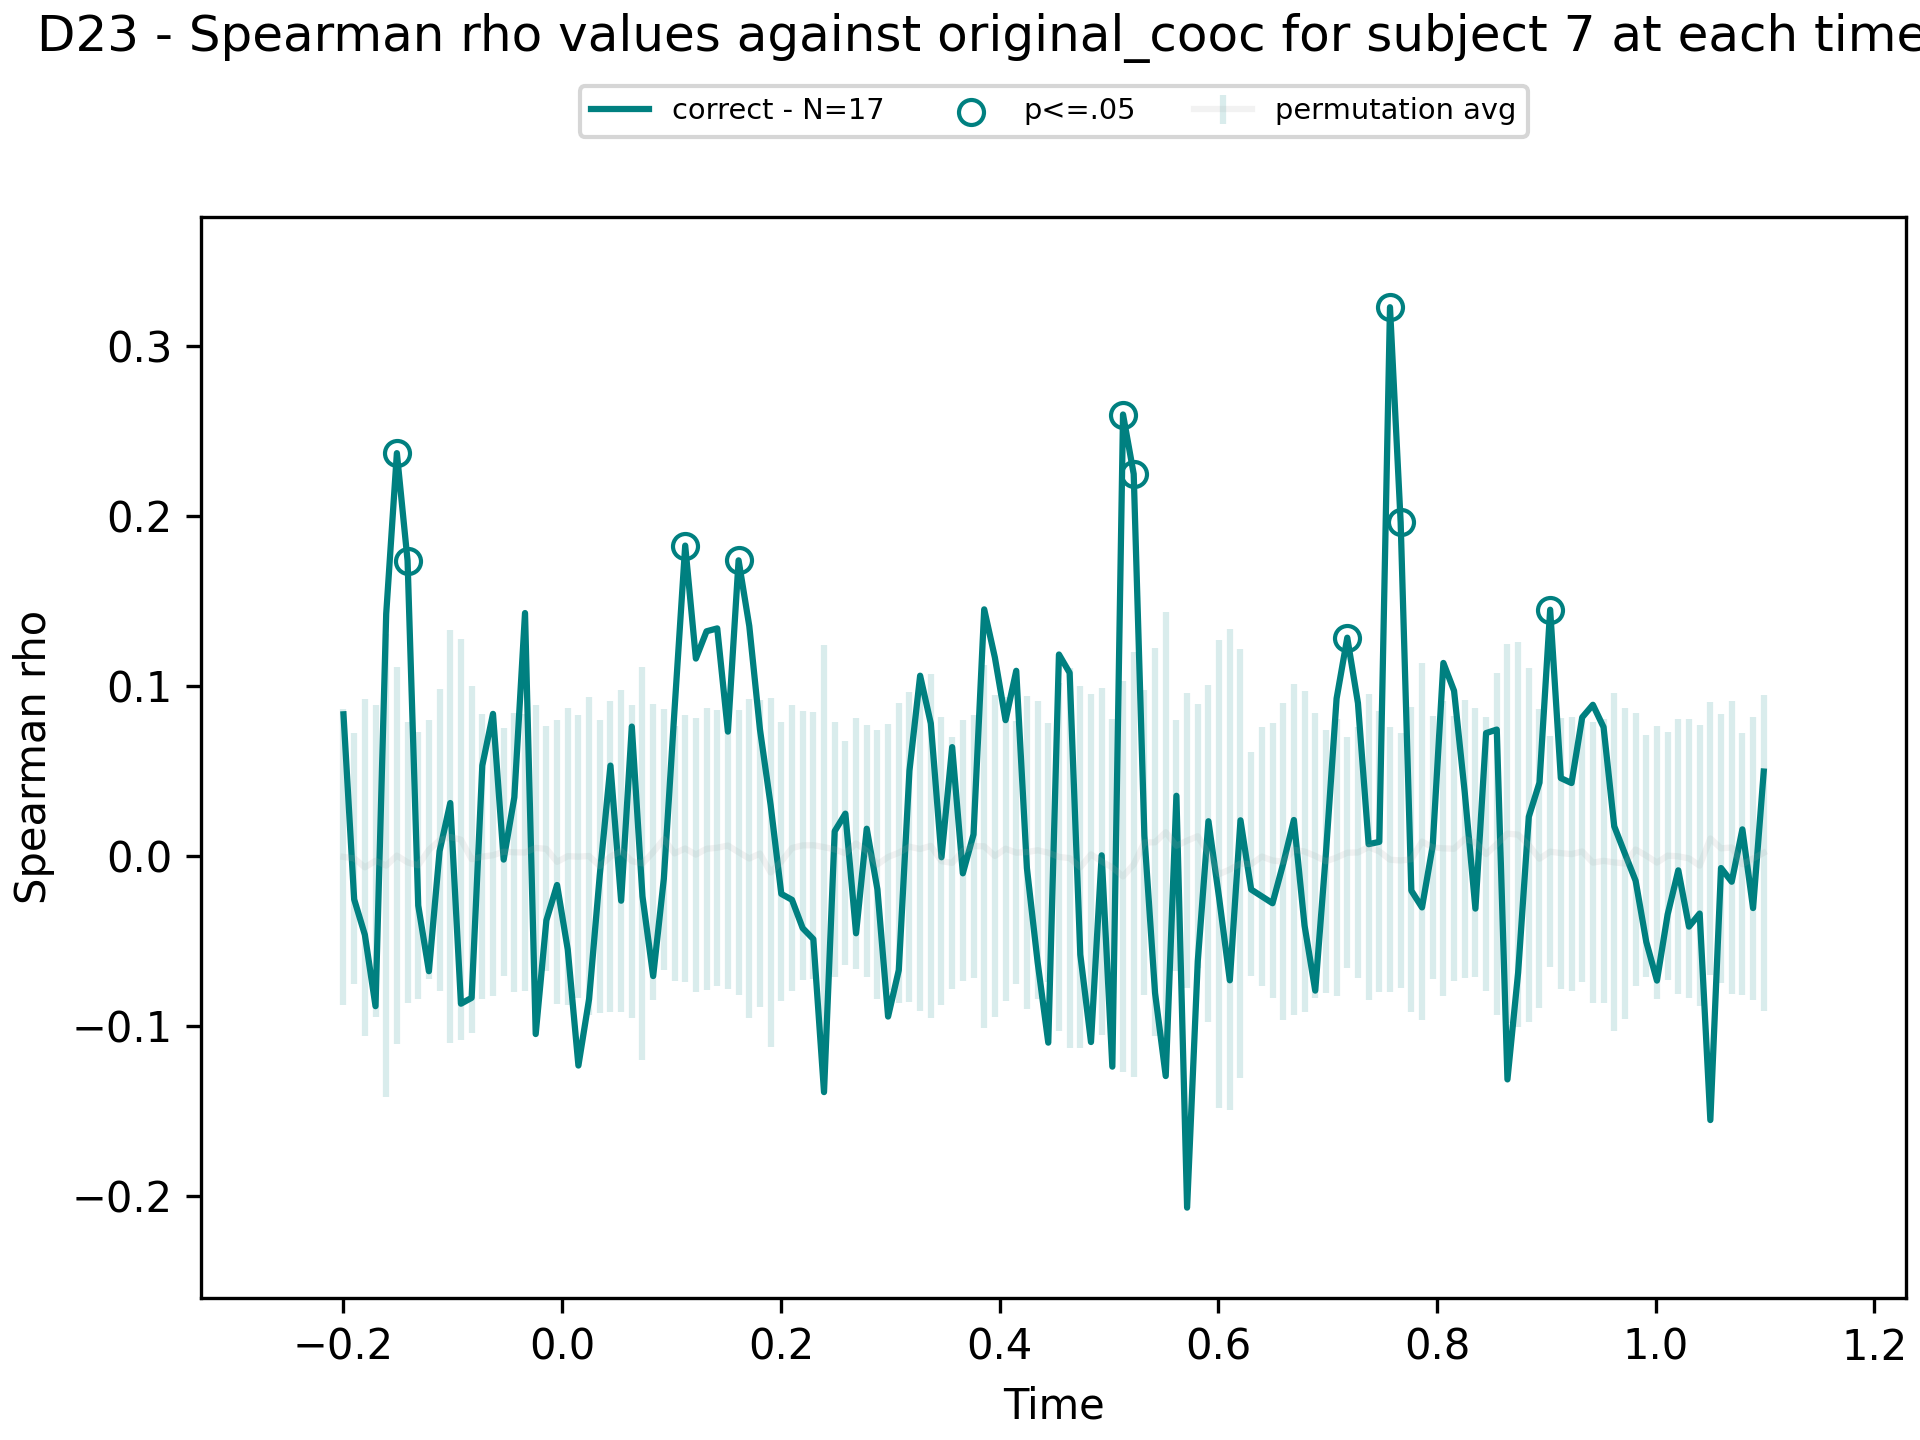 D23 - Spearman rho values against original_cooc for subject 7 at each time
correct - N=17 p<=.05 permutation avg
0.3
0.2
0.1
0.0
−0.1
−0.2
Spearman rho
−0.2 0.0 0.2 0.4 0.6 0.8 1.0 1.2
Time